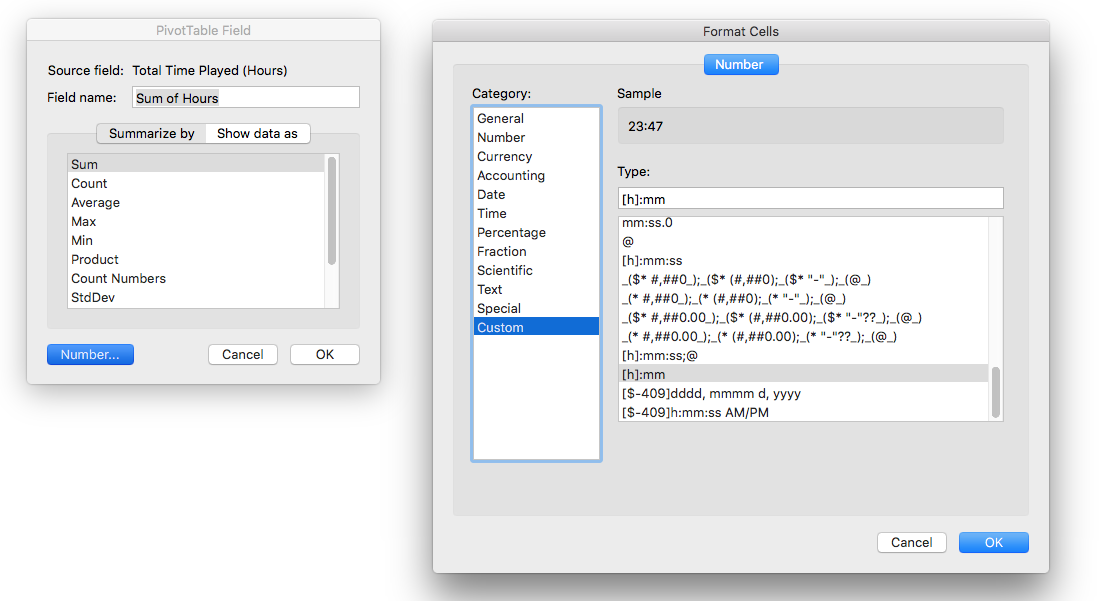 PivotTable Field
Source field: Total Time Played (Hours)
Field name: Sum of Hours
Summarize by Show data as
Sum
Count
Average
Max
Min
Product
Count Numbers
StdDev
Number... Cancel OK
Format Cells
Number
Category:
General
Number
Currency
Accounting
Date
Time
Percentage
Fraction
Scientific
Text
Special
Custom
Sample
23:47
Type:
[h]:mm
mm:ss.0
@
[h]:mm:ss
_($* #,##0_);_($* (#,##0);_($* "-"_);_(@_)
_(* #,##0_);_(* (#,##0);_(* "-"_);_(@_)
_($* #,##0.00_);_($* (#,##0.00);_($* "-"??_);_(@_)
_(* #,##0.00_);_(* (#,##0.00);_(* "-"??_);_(@_)
[h]:mm:ss;@
[h]:mm
[$-409]dddd, mmmm d, yyyy
[$-409]h:mm:ss AM/PM
Cancel OK